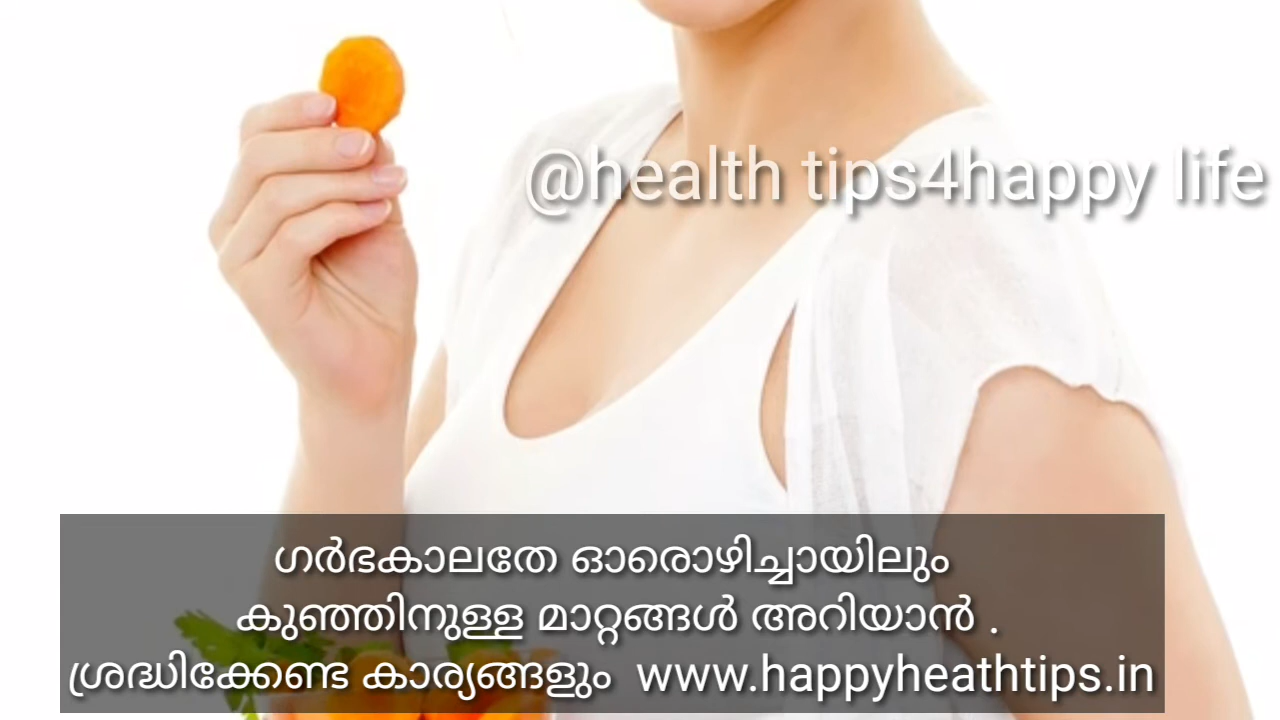 @health tips4happy life
ഗർഭകാലതേ ഓരൊഴിച്ചായിലും
കുഞ്ഞിനുള്ള മാറ്റങ്ങൾ അറിയാൻ .
ശ്രദ്ധിക്കേണ്ട കാര്യങ്ങളും www.happyheathtips.in